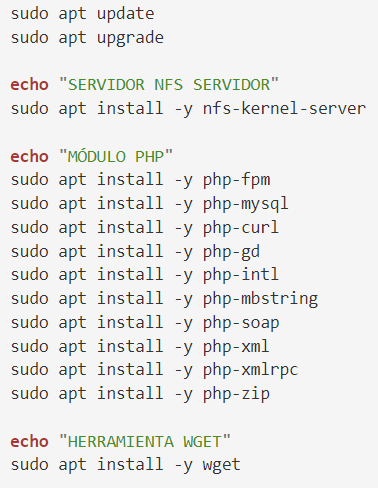 sudo apt update
sudo apt upgrade
echo "SERVIDOR NFS SERVIDOR"
sudo apt install -y nfs-kernel-server
echo "MÓDULO PHP"
sudo apt install -y php-fpm
sudo apt install -y php-mysql
sudo apt install -y php-curl
sudo apt install -y php-gd
sudo apt install -y php-intl
sudo apt install -y php-mbstring
sudo apt install -y php-soap
sudo apt install -y php-xml
sudo apt install -y php-xmlrpc
sudo apt install -y php-zip
echo "HERRAMIENTA WGET"
sudo apt install -y wget